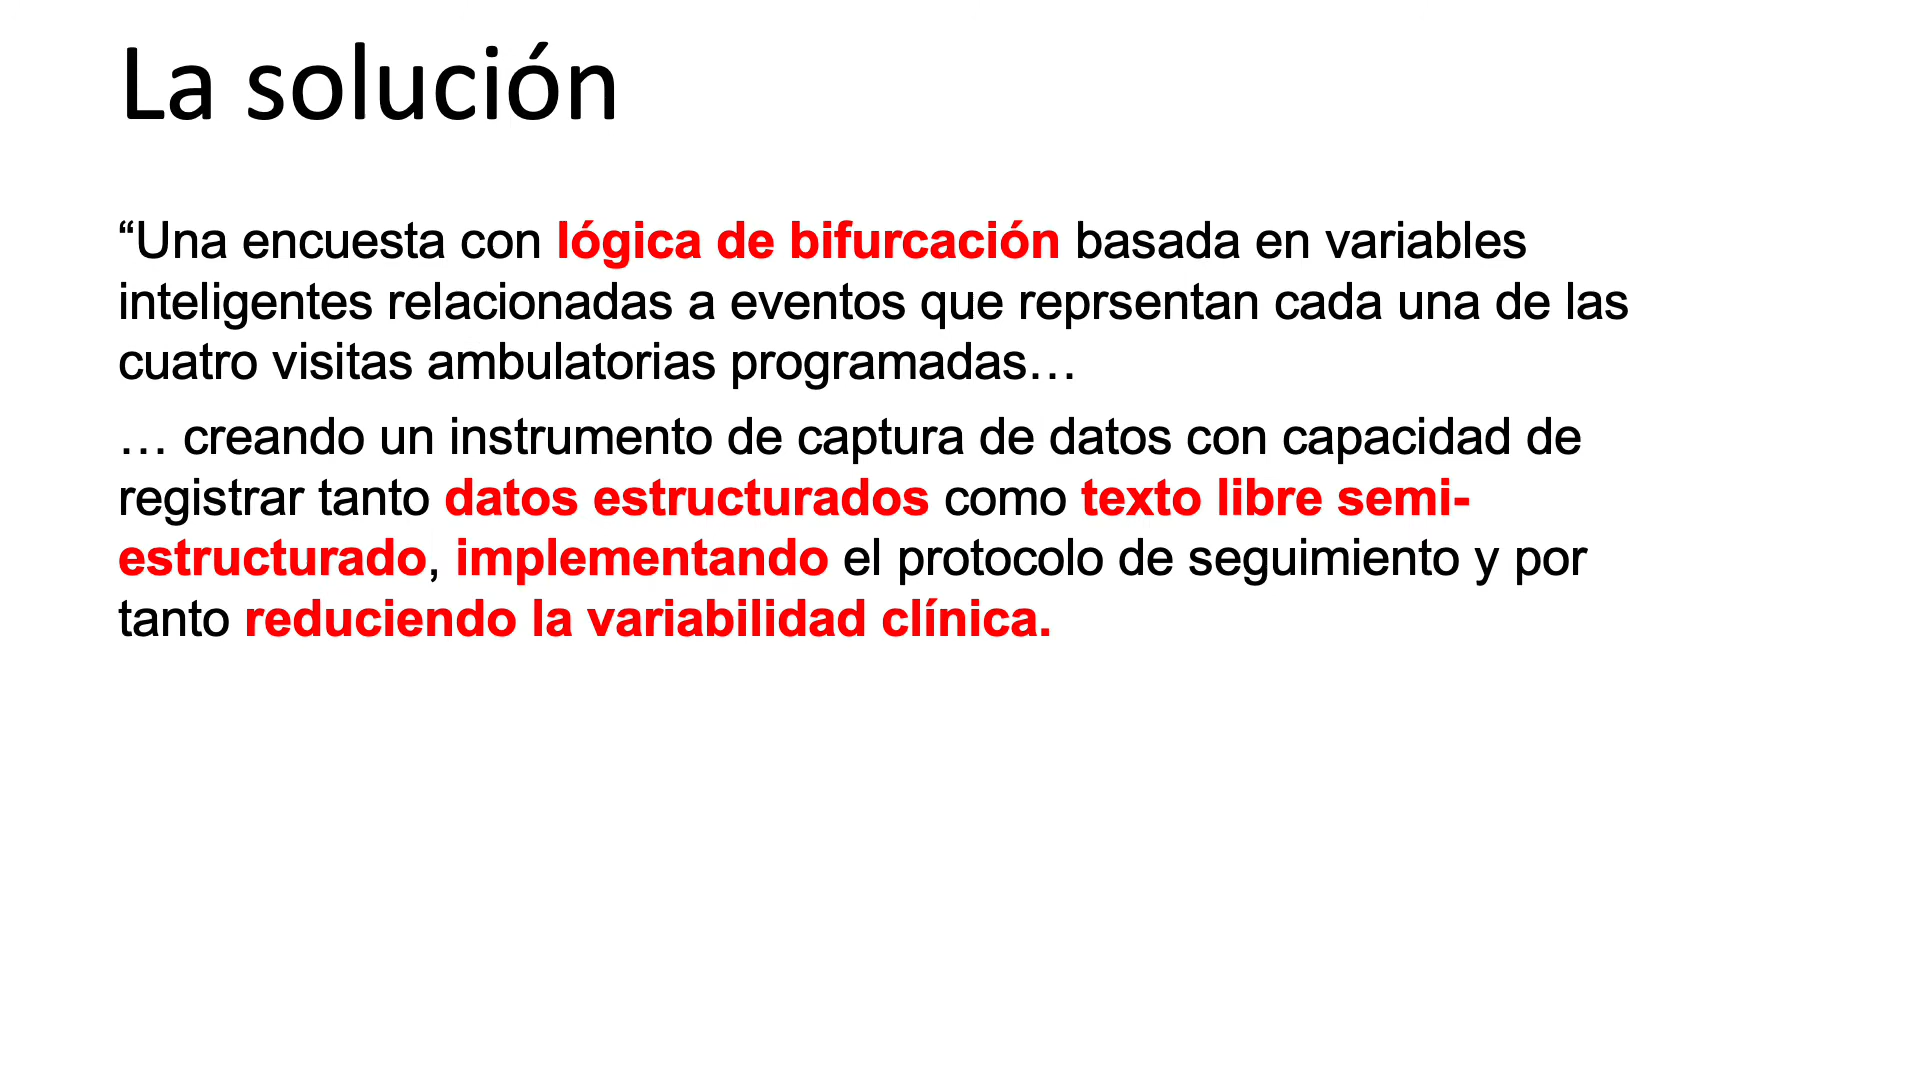 La solución
“Una encuesta con lógica de bifurcación basada en variables
inteligentes relacionadas a eventos que reprsentan cada una de las
cuatro visitas ambulatorias programadas…
… creando un instrumento de captura de datos con capacidad de
registrar tanto datos estructurados como texto libre semi-
estructurado, implementando el protocolo de seguimiento y por
tanto reduciendo la variabilidad clínica.